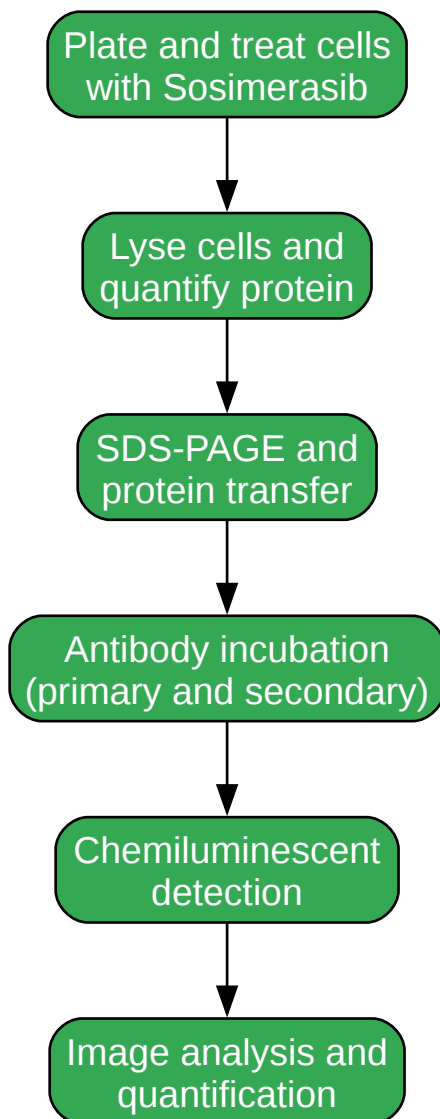 Plate and treat cells
with Sosimerasib
Lyse cells and
quantify protein
SDS-PAGE and
protein transfer
Antibody incubation
(primary and secondary)
Chemiluminescent
detection
Image analysis and
quantification